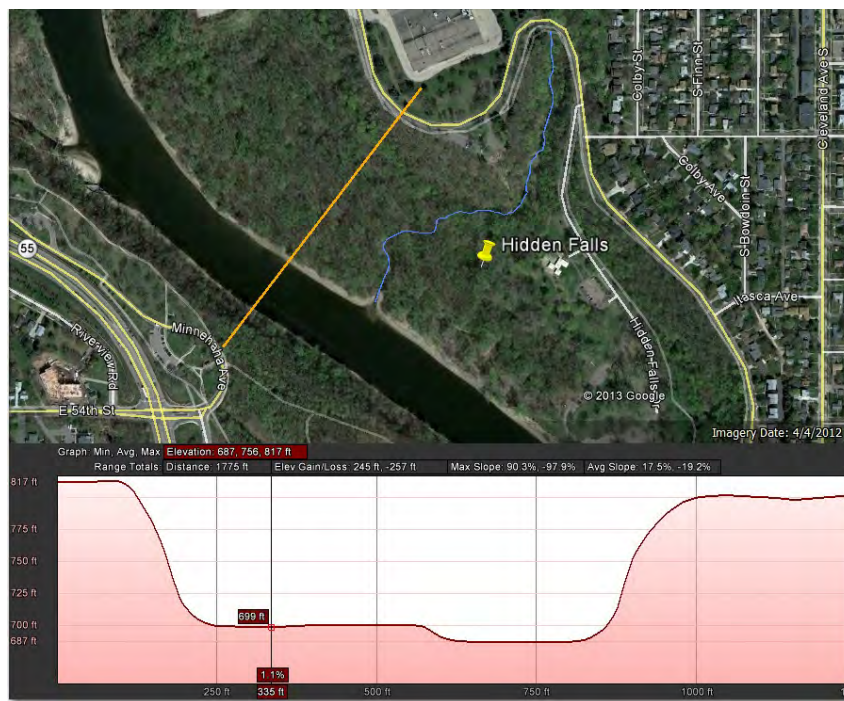 Colby St
S Finn St
Cleveland Ave S
Colby Ave
S Bowdoin St
Hidden Falls
55
Itasca Ave
Minnehaha Ave
Riverview Rd
Hidden Falls Dr
E 54th St
© 2013 Google
Imagery Date: 4/4/2012
Graph: Min, Avg, Max Elevation: 687, 756, 817 ft
Range Totals Distance: 1775 ft Elev Gain/Loss: 245 ft, -257 ft Max Slope: 90.3%, -97.9% Avg Slope: 17.5%, -19.2%
817 ft
775 ft
750 ft
725 ft
700 ft
687 ft
699 ft
1.1%
250 ft 335 ft 500 ft 750 ft 1000 ft